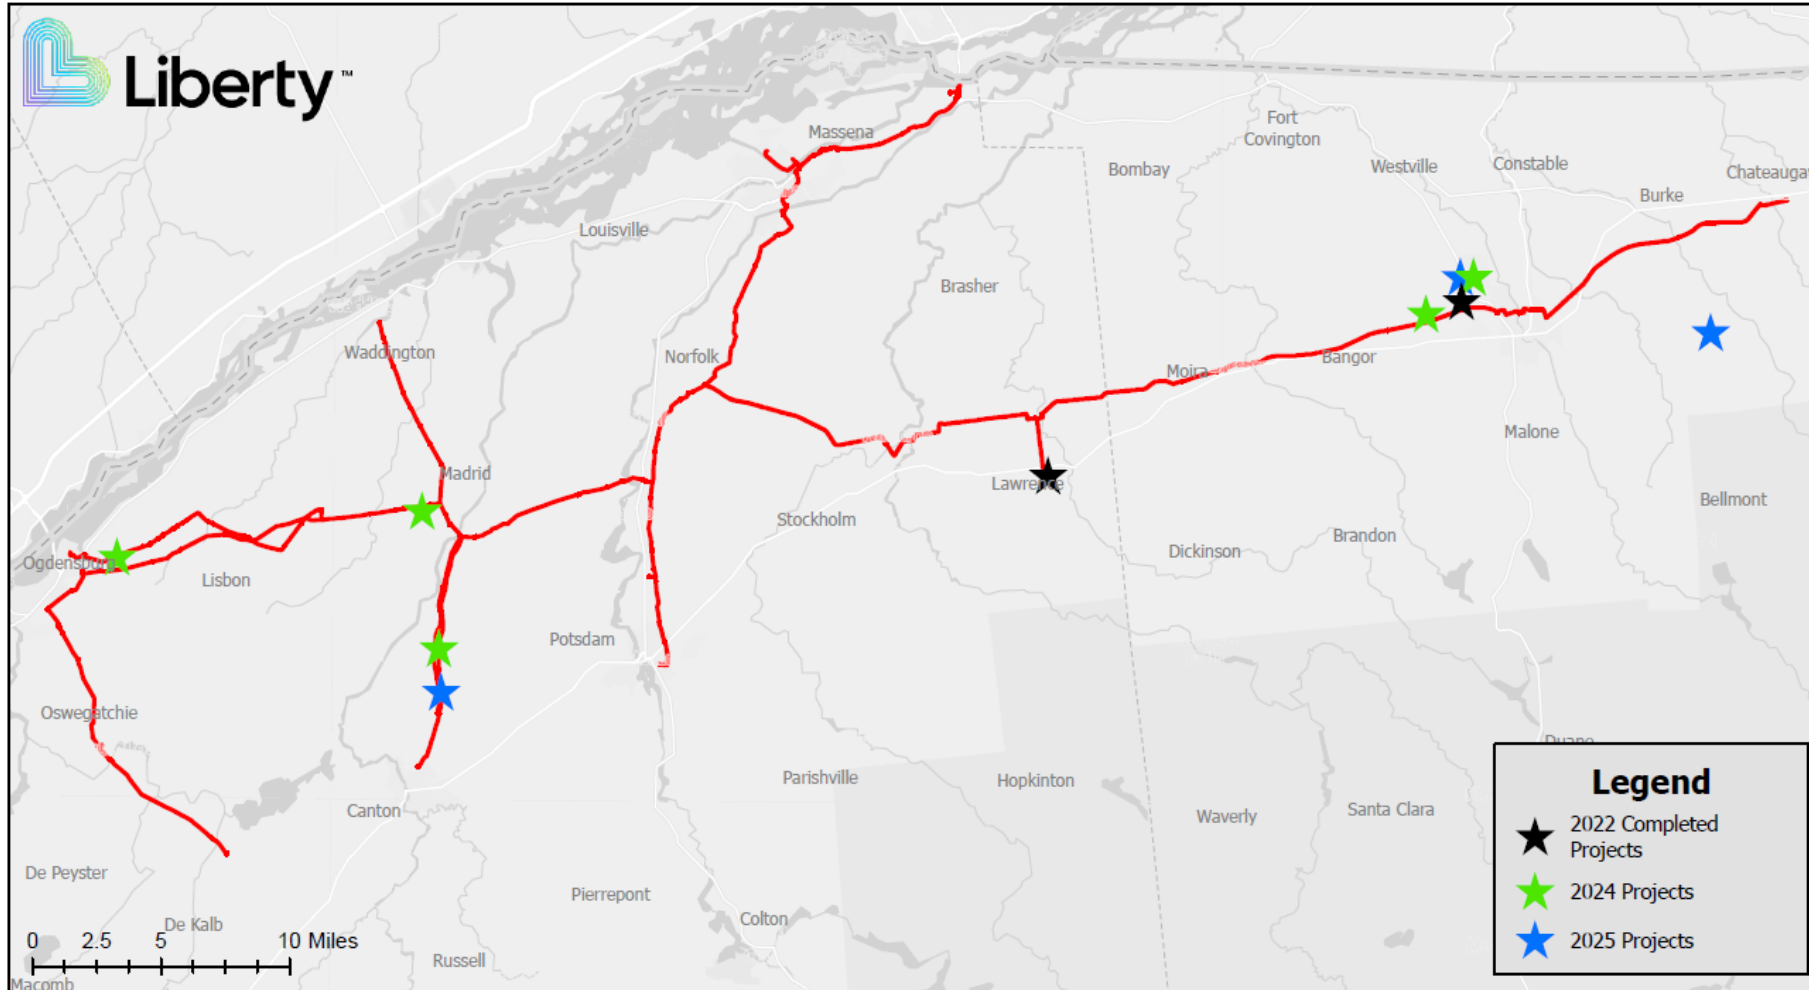 Liberty™
Massena
Fort
Covington
Bombay
Westville
Constable
Chateaugay
Burke
Louisville
Brasher
Waddington
Norfolk
Bangor
Moira
Malone
Madrid
Lawrence
Bellmont
Stockholm
Brandon
Dickinson
Ogdensburg
Lisbon
Potsdam
Oswegatchie
Duane
Parishville
Hopkinton
Canton
Waverly
Santa Clara
De Peyster
Pierrepont
De Kalb
Colton
Russell
Macomb
0 2.5 5 10 Miles
Legend
2022 Completed
Projects
2024 Projects
2025 Projects